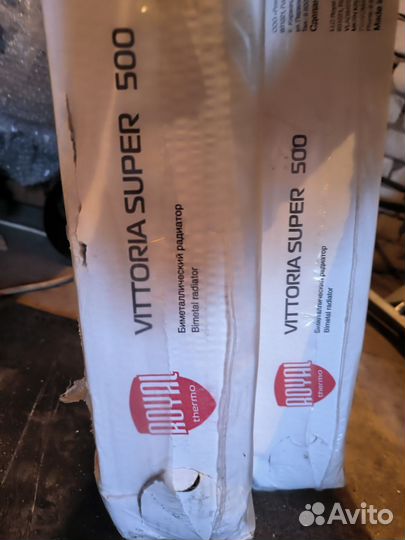 VITTORIA SUPER 500
Биметаллический радиатор
Bimetal radiator
ROYAL
thermo
VITTORIA SUPER 500
Биметаллический радиатор
Bimetal radiator
ROYAL
thermo
Avito